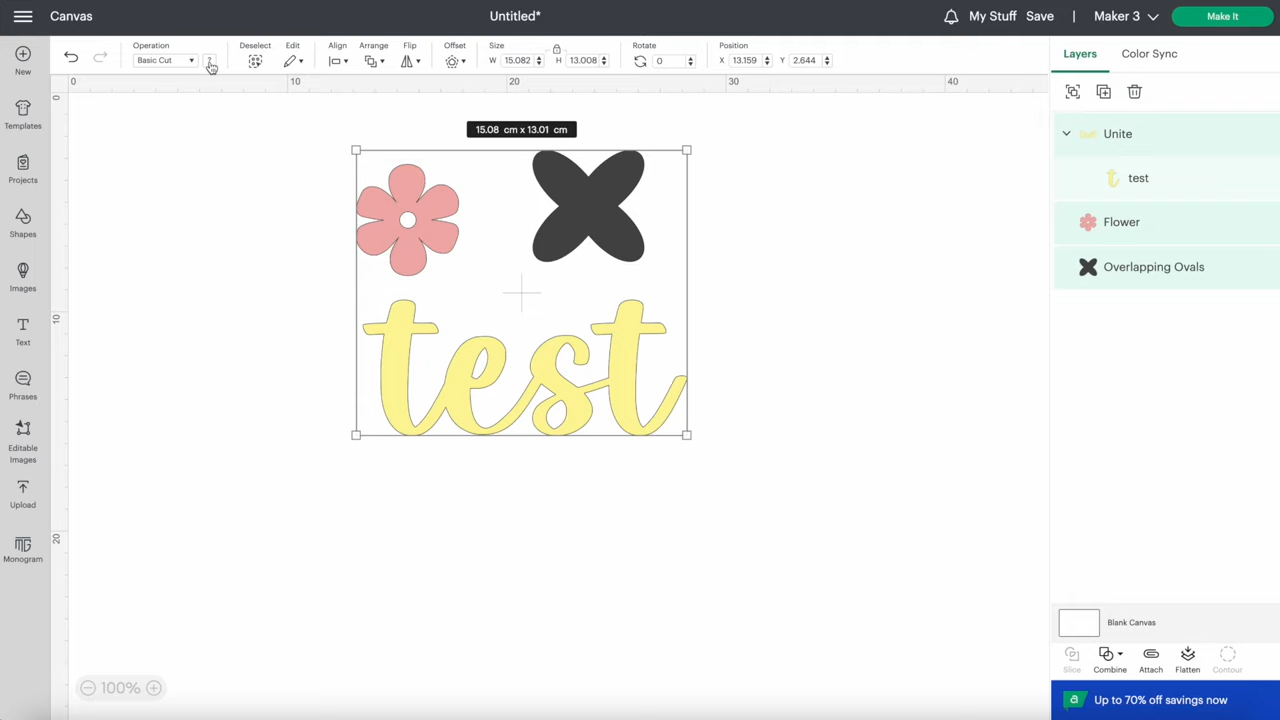 Canvas
Untitled*
My Stuff Save | Maker 3 Make It
Operation Deselect Edit Align Arrange Flip Offset Size Rotate Position
Basic Cut ? W 15.082 H 13.008 0 X 13.159 Y 2.644
0 10 20 30 40
0
10
20
New
Templates
Projects
Shapes
Images
Text
Phrases
Editable
Images
Upload
Monogram
15.08 cm x 13.01 cm
test
100%
Layers Color Sync
Unite
test
Flower
Overlapping Ovals
Blank Canvas
Slice Combine Attach Flatten Contour
a Up to 70% off savings now